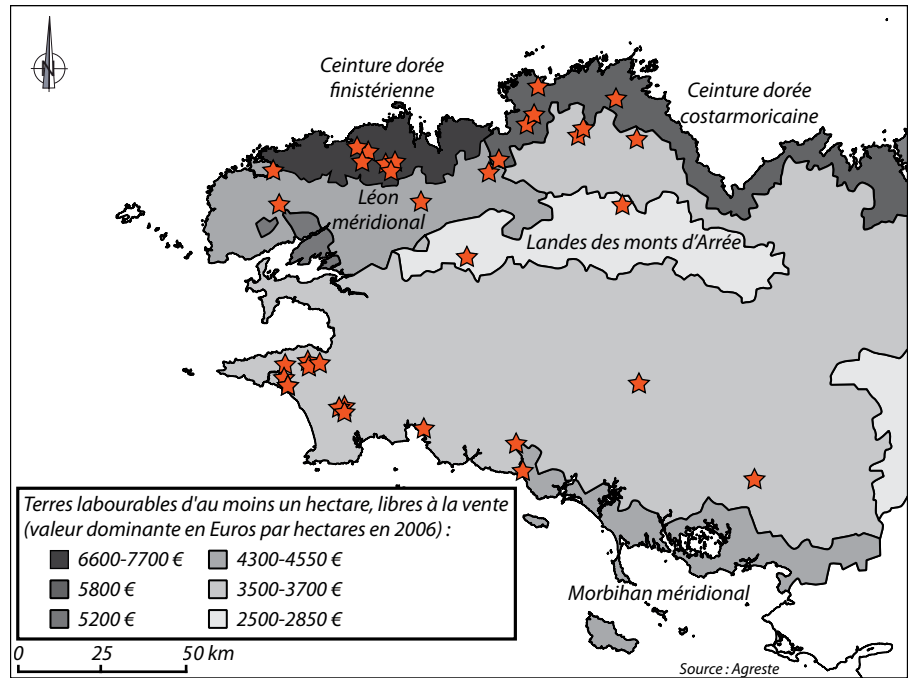 Ceinture dorée
finistérienne
Ceinture dorée
costarmoricaine
Léon
méridional
Landes des monts d'Arrée
Terres labourables d'au moins un hectare, libres à la vente
(valeur dominante en Euros par hectares en 2006) :
6600-7700 €
4300-4550 €
5800 €
3500-3700 €
5200 €
2500-2850 €
Morbihan méridional
0 25 50 km
Source : Agreste